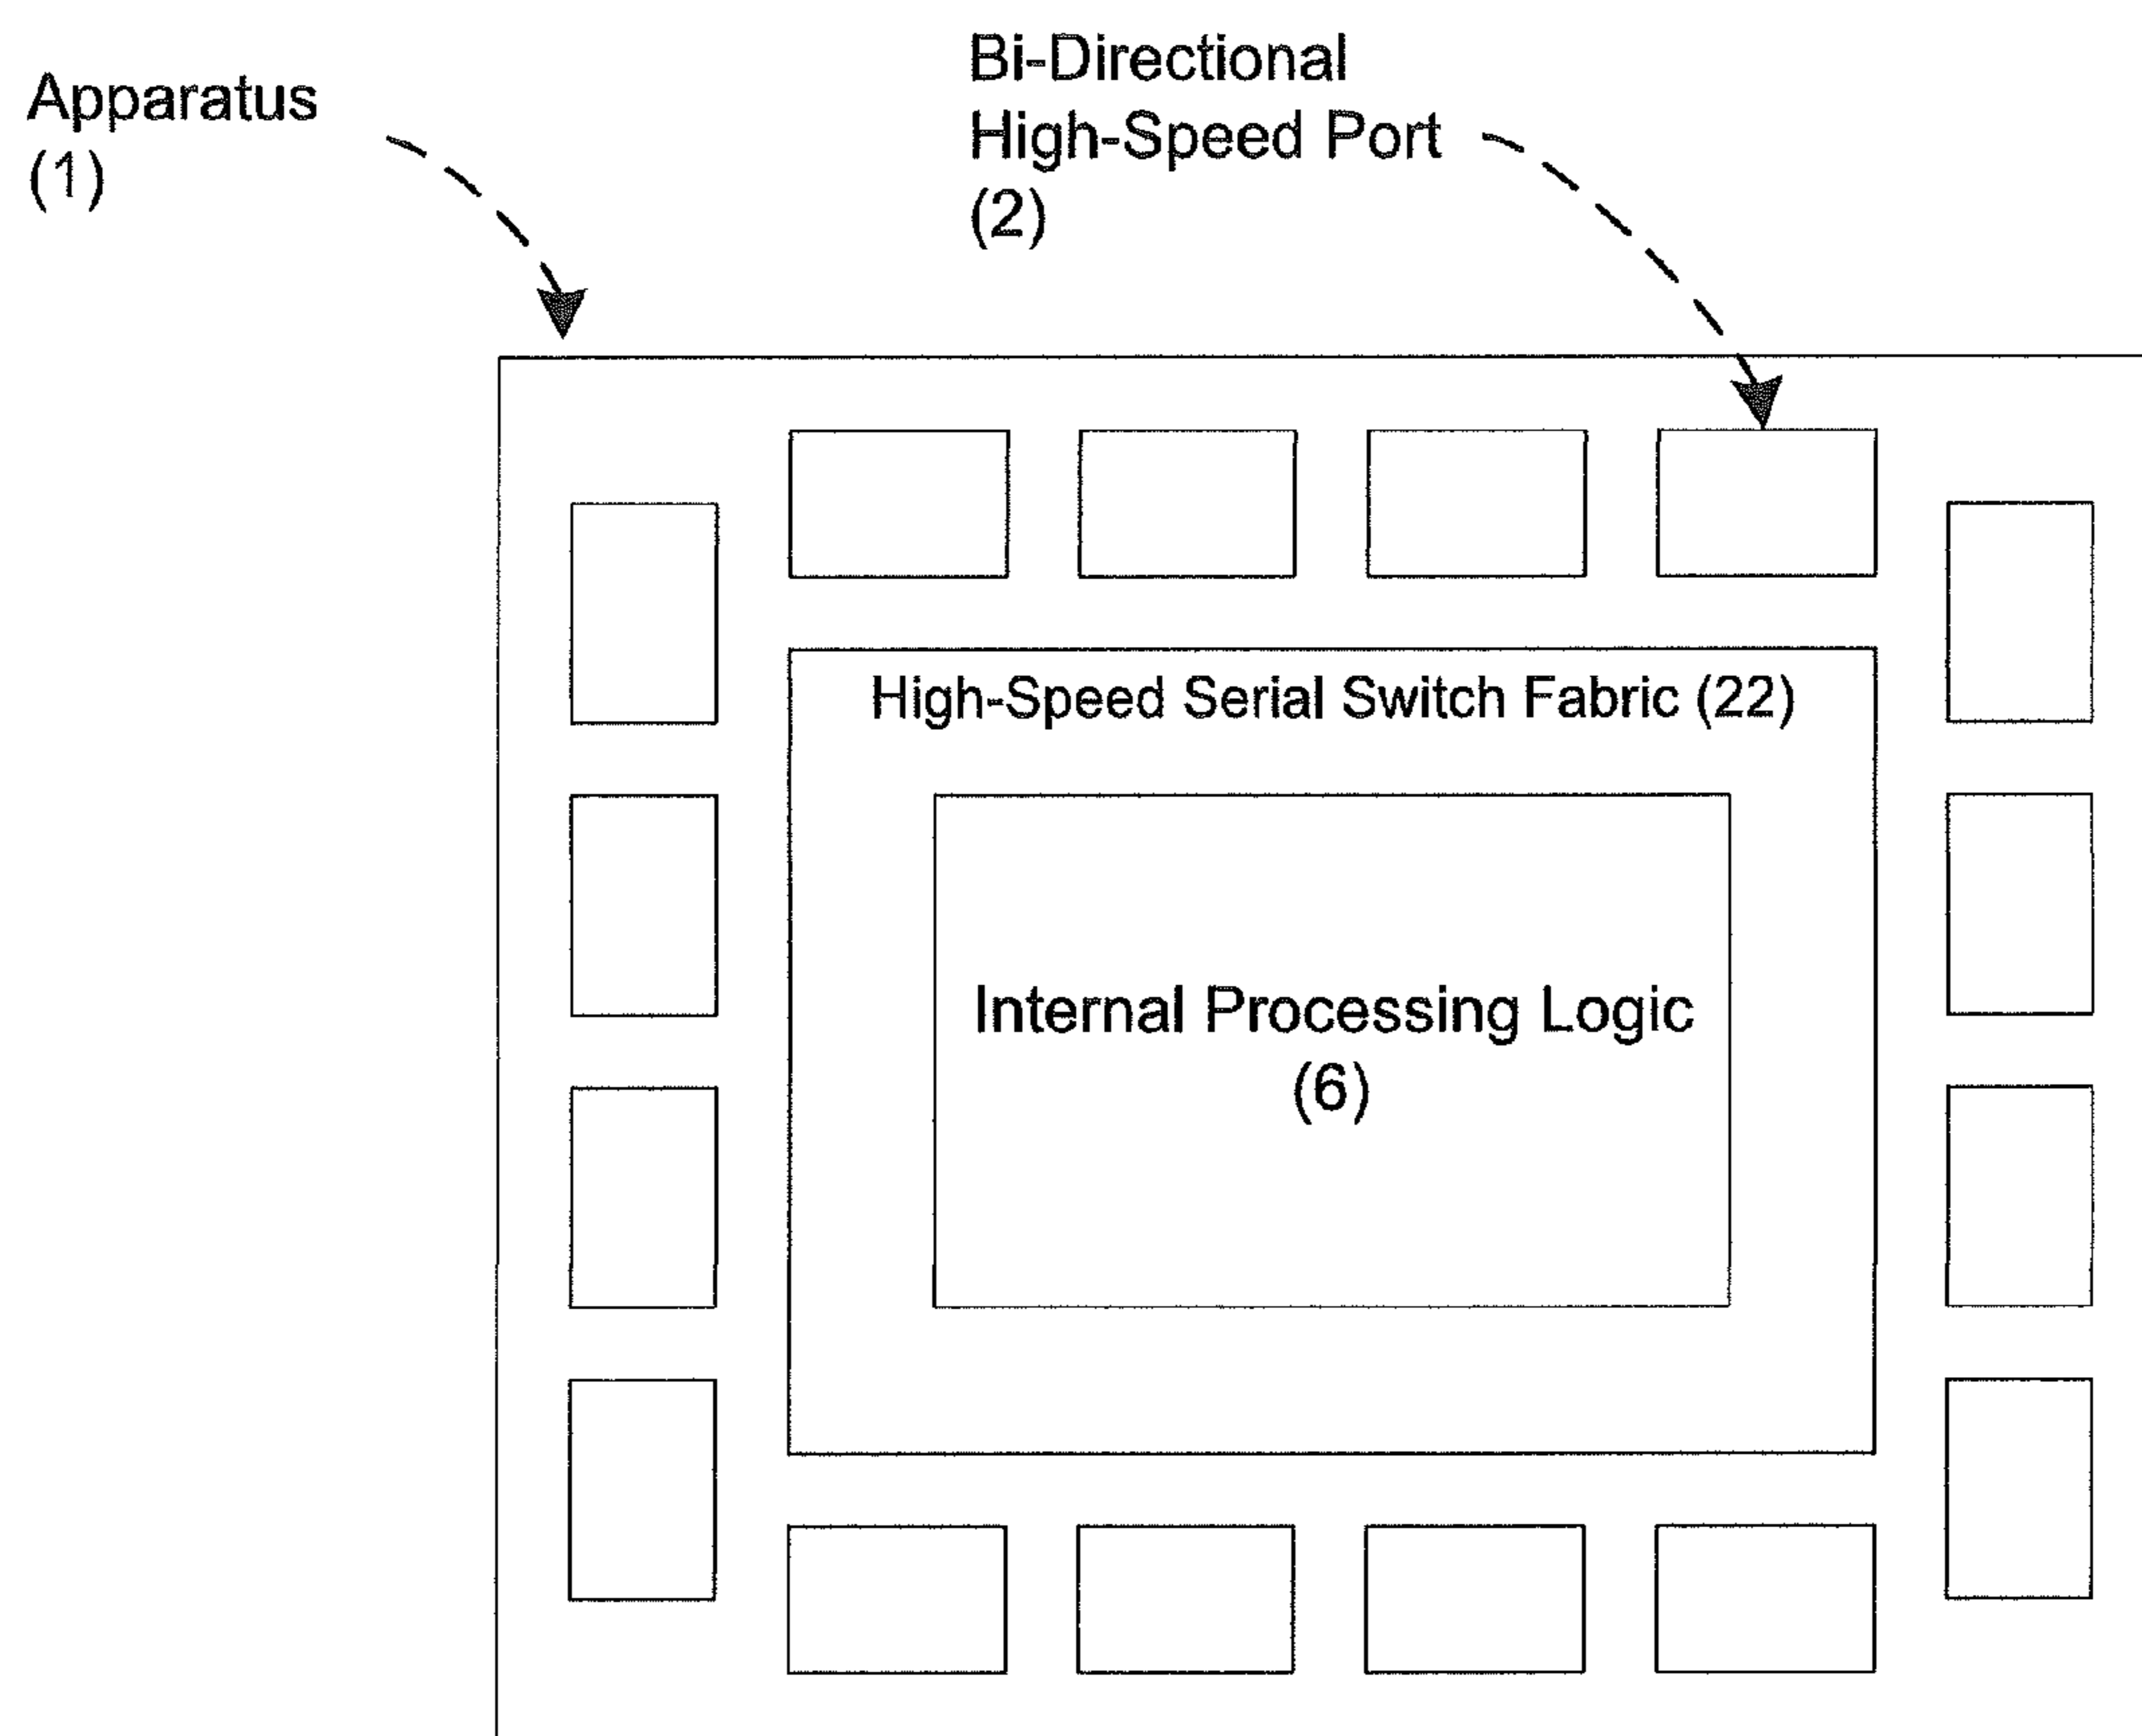 Apparatus
(1)
Bi-Directional
High-Speed Port
(2)
High-Speed Serial Switch Fabric (22)
Internal Processing Logic
(6)